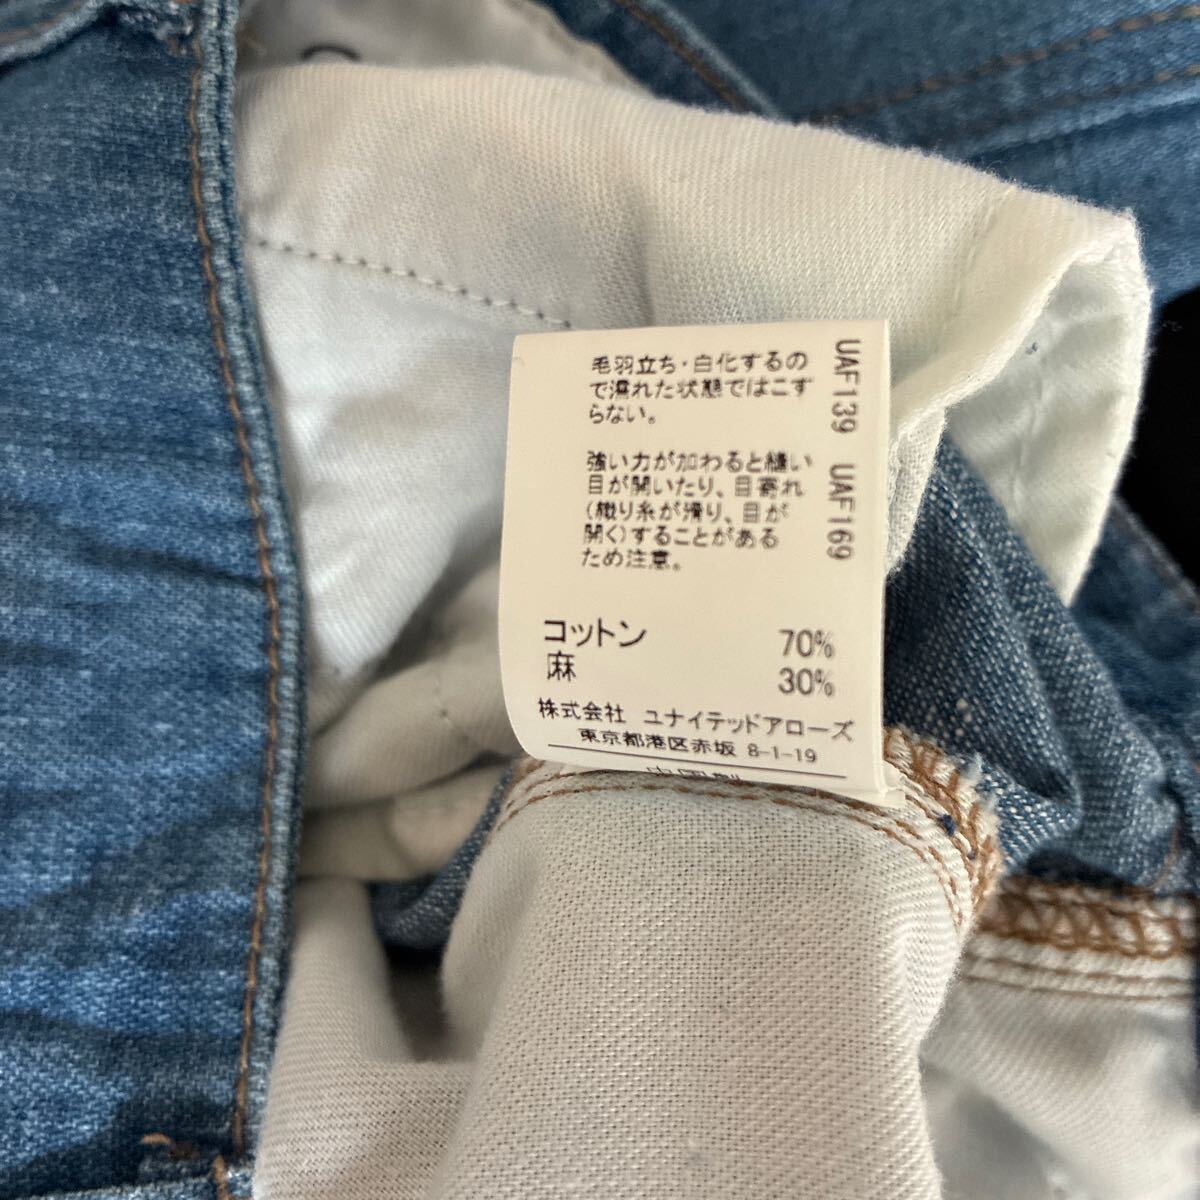 毛羽立ち・白化するの
で濡れた状態ではこす
らない。
強い力が加わると縫い
目が開いたり、目寄れ
(織り糸が滑り、目が
開く)することがある
ため注意。
コットン 70%
麻 30%
株式会社 ユナイテッドアローズ
東京都港区赤坂 8-1-19
中国製
UAF139 UAF169